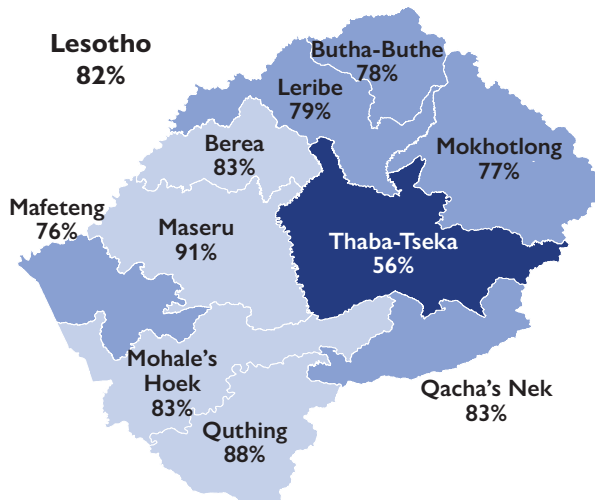 Lesotho
82%
Butha-Buthe
78%
Leribe
79%
Mokhotlong
77%
Berea
83%
Mafeteng
76%
Maseru
91%
Thaba-Tseka
56%
Mohale's
Hoek
83%
Qacha's Nek
83%
Quthing
88%